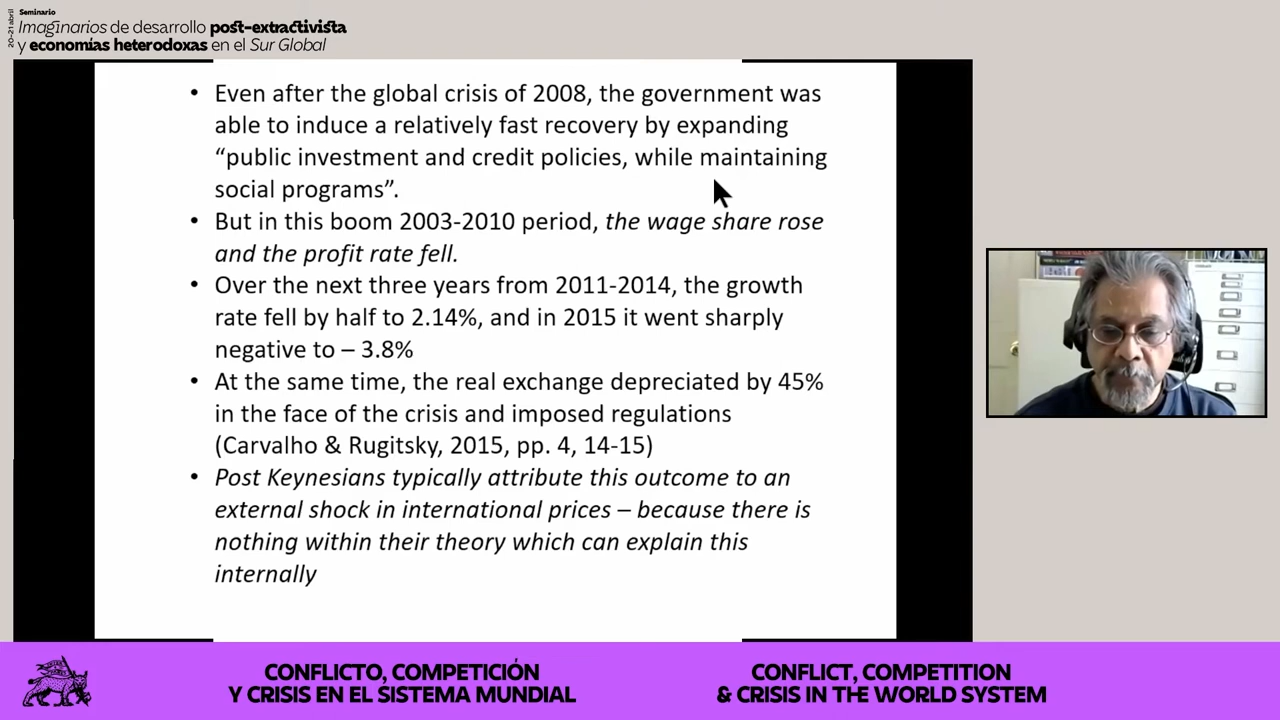 20-21 abril
Seminario
Imaginarios de desarrollo post-extractivista
y economías heterodoxas en el Sur Global
• Even after the global crisis of 2008, the government was
able to induce a relatively fast recovery by expanding
“public investment and credit policies, while maintaining
social programs”.
• But in this boom 2003-2010 period, the wage share rose
and the profit rate fell.
• Over the next three years from 2011-2014, the growth
rate fell by half to 2.14%, and in 2015 it went sharply
negative to – 3.8%
• At the same time, the real exchange depreciated by 45%
in the face of the crisis and imposed regulations
(Carvalho & Rugitsky, 2015, pp. 4, 14-15)
• Post Keynesians typically attribute this outcome to an
external shock in international prices – because there is
nothing within their theory which can explain this
internally
CONFLICTO, COMPETICIÓN
Y CRISIS EN EL SISTEMA MUNDIAL
CONFLICT, COMPETITION
& CRISIS IN THE WORLD SYSTEM